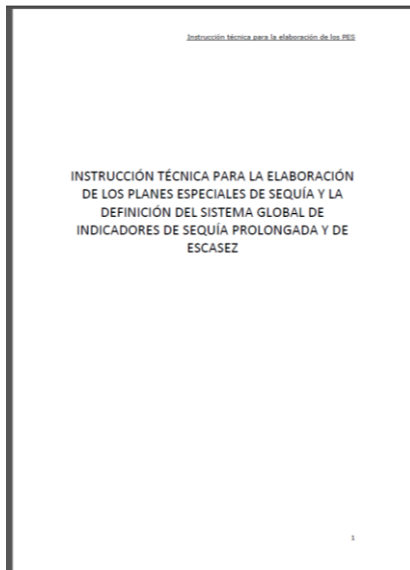 Instrucción técnica para la elaboración de los PES
INSTRUCCIÓN TÉCNICA PARA LA ELABORACIÓN
DE LOS PLANES ESPECIALES DE SEQUÍA Y LA
DEFINICIÓN DEL SISTEMA GLOBAL DE
INDICADORES DE SEQUÍA PROLONGADA Y DE
ESCASEZ
1